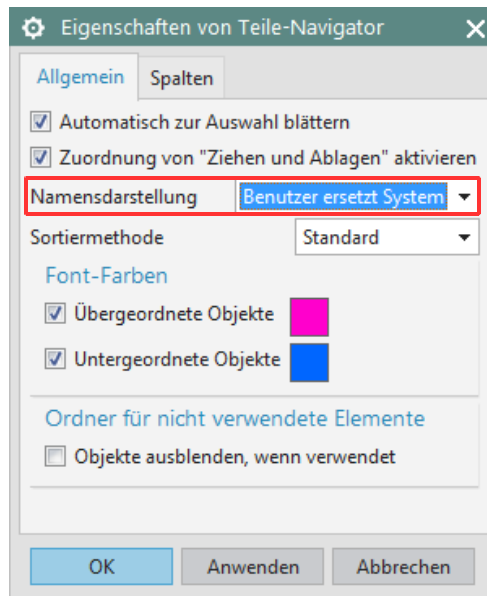 Eigenschaften von Teile-Navigator
Allgemein Spalten
Automatisch zur Auswahl blättern
Zuordnung von "Ziehen und Ablagen" aktivieren
Namensdarstellung Benutzer ersetzt System
Sortiermethode Standard
Font-Farben
Übergeordnete Objekte
Untergeordnete Objekte
Ordner für nicht verwendete Elemente
Objekte ausblenden, wenn verwendet
OK Anwenden Abbrechen